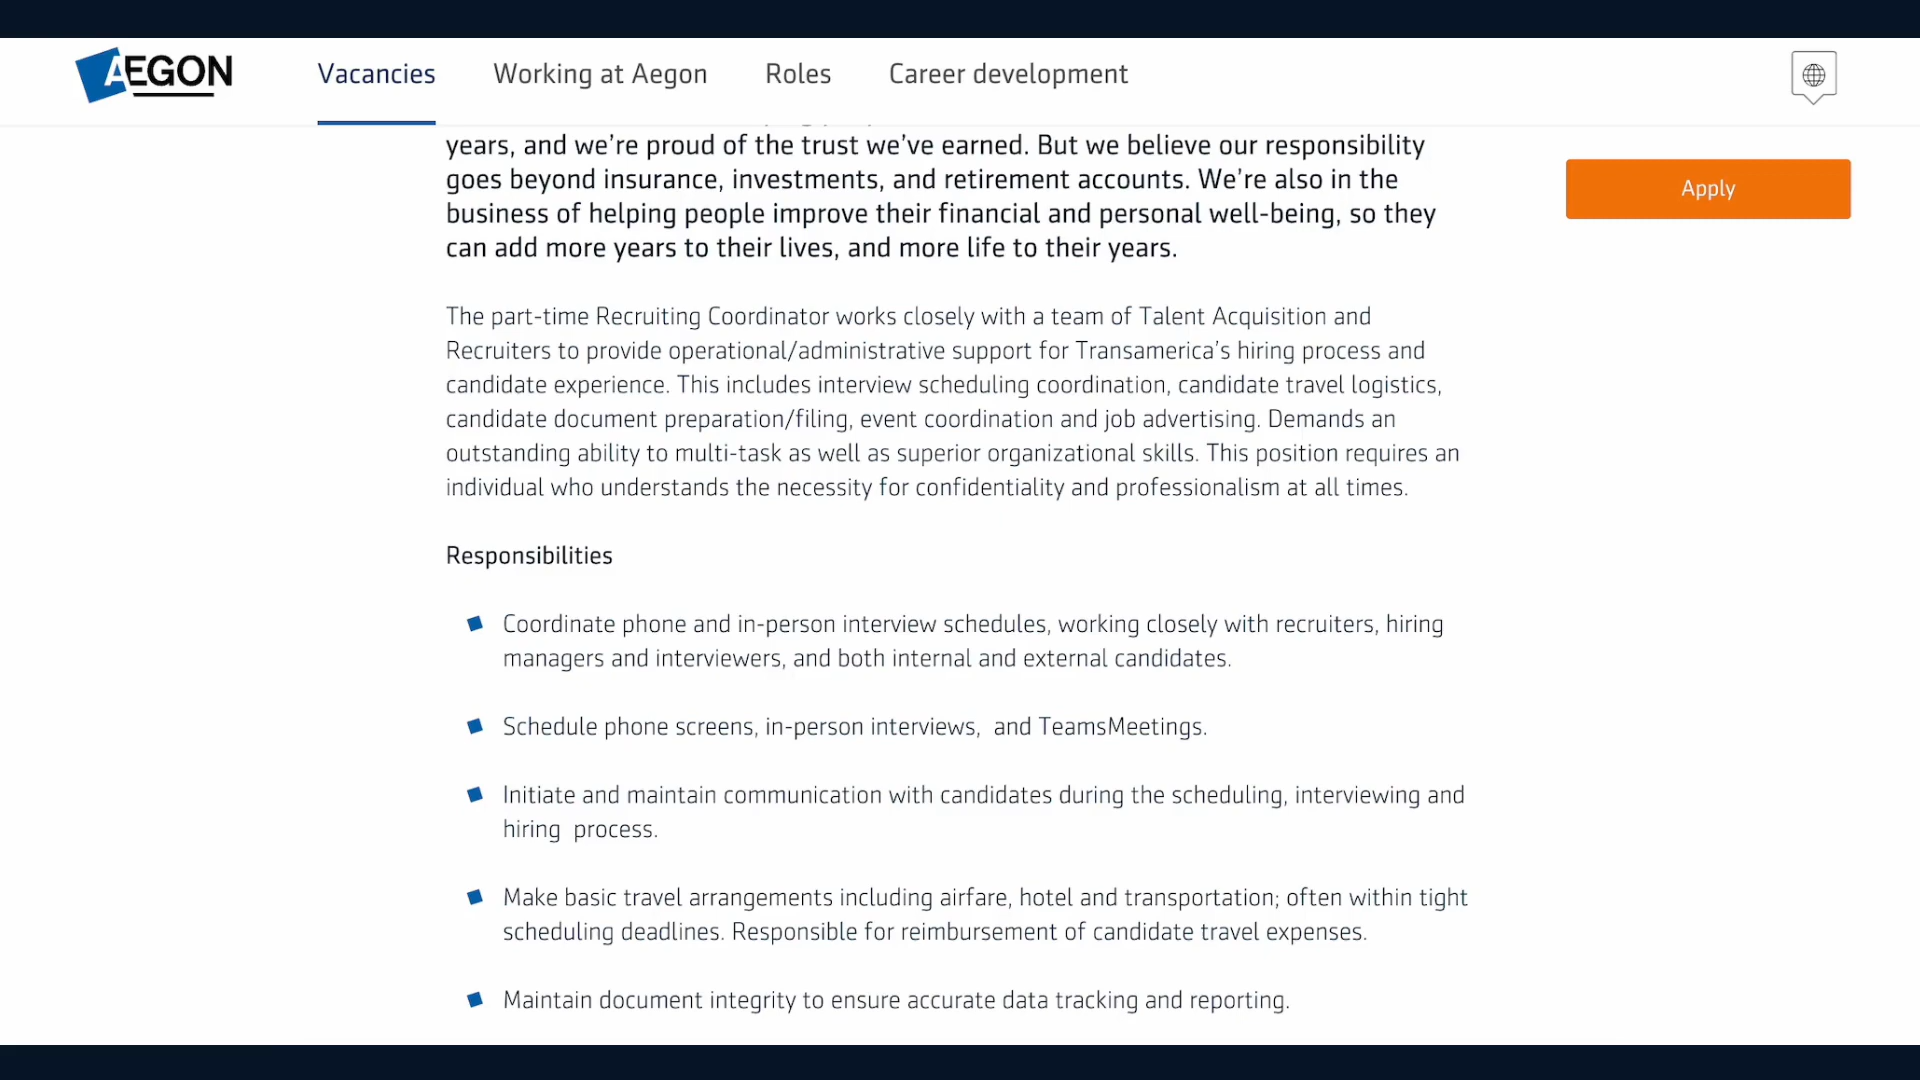 AEGON
Vacancies
Working at Aegon
Roles
Career development
years, and we're proud of the trust we've earned. But we believe our responsibility
goes beyond insurance, investments, and retirement accounts. We're also in the
business of helping people improve their financial and personal well-being, so they
can add more years to their lives, and more life to their years.
Apply
The part-time Recruiting Coordinator works closely with a team of Talent Acquisition and
Recruiters to provide operational/administrative support for Transamerica's hiring process and
candidate experience. This includes interview scheduling coordination, candidate travel logistics,
candidate document preparation/filing, event coordination and job advertising. Demands an
outstanding ability to multi-task as well as superior organizational skills. This position requires an
individual who understands the necessity for confidentiality and professionalism at all times.
Responsibilities
Coordinate phone and in-person interview schedules, working closely with recruiters, hiring
managers and interviewers, and both internal and external candidates.
Schedule phone screens, in-person interviews,  and TeamsMeetings.
Initiate and maintain communication with candidates during the scheduling, interviewing and
hiring  process.
Make basic travel arrangements including airfare, hotel and transportation; often within tight
scheduling deadlines. Responsible for reimbursement of candidate travel expenses.
Maintain document integrity to ensure accurate data tracking and reporting.